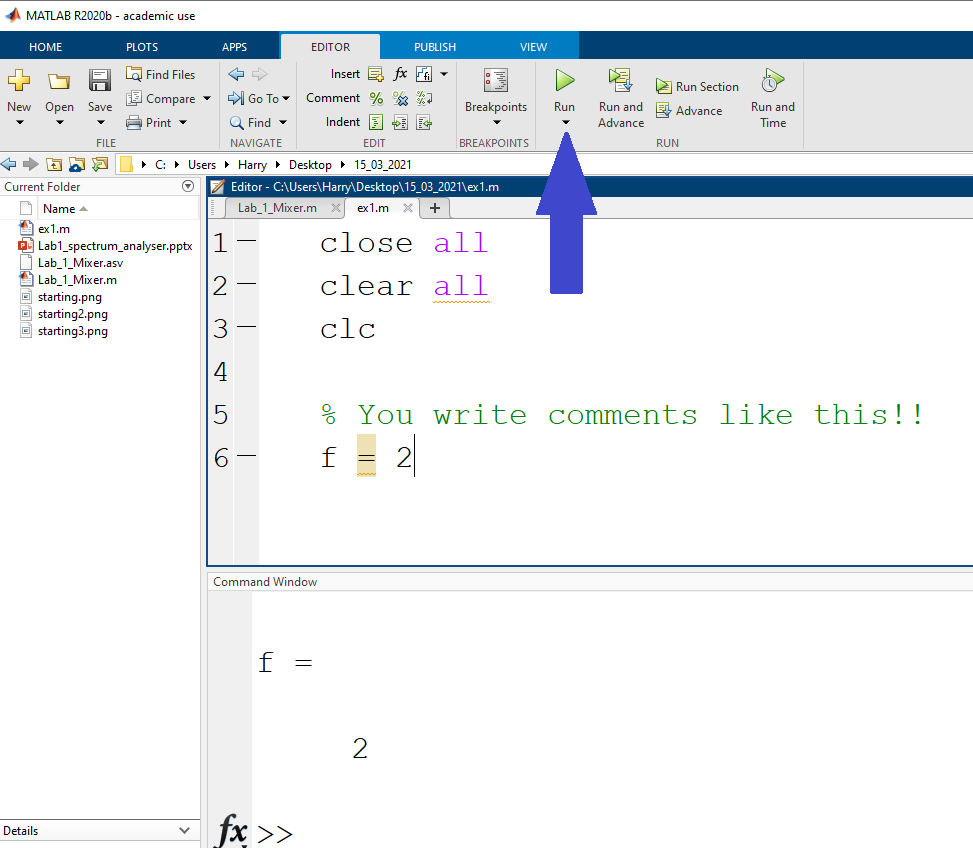 MATLAB R2020b - academic use
HOME PLOTS APPS EDITOR PUBLISH VIEW
New Open Save Find Files Compare Print
FILE
Go To Find
NAVIGATE
Insert fx
Comment % %
Indent
EDIT
Breakpoints
BREAKPOINTS
Run Run and Advance Run Section Advance Run and Time
RUN
C: Users Harry Desktop 15_03_2021
Current Folder
Name
ex1.m
Lab1_spectrum_analyser.pptx
Lab_1_Mixer.asv
Lab_1_Mixer.m
starting.png
starting2.png
starting3.png
Details
Editor - C:\Users\Harry\Desktop\15_03_2021\ex1.m
Lab_1_Mixer.m ex1.m +
1 close all
2 clear all
3 clc
4
5 % You write comments like this!!
6 f = 2
Command Window
f =
2
fx >>